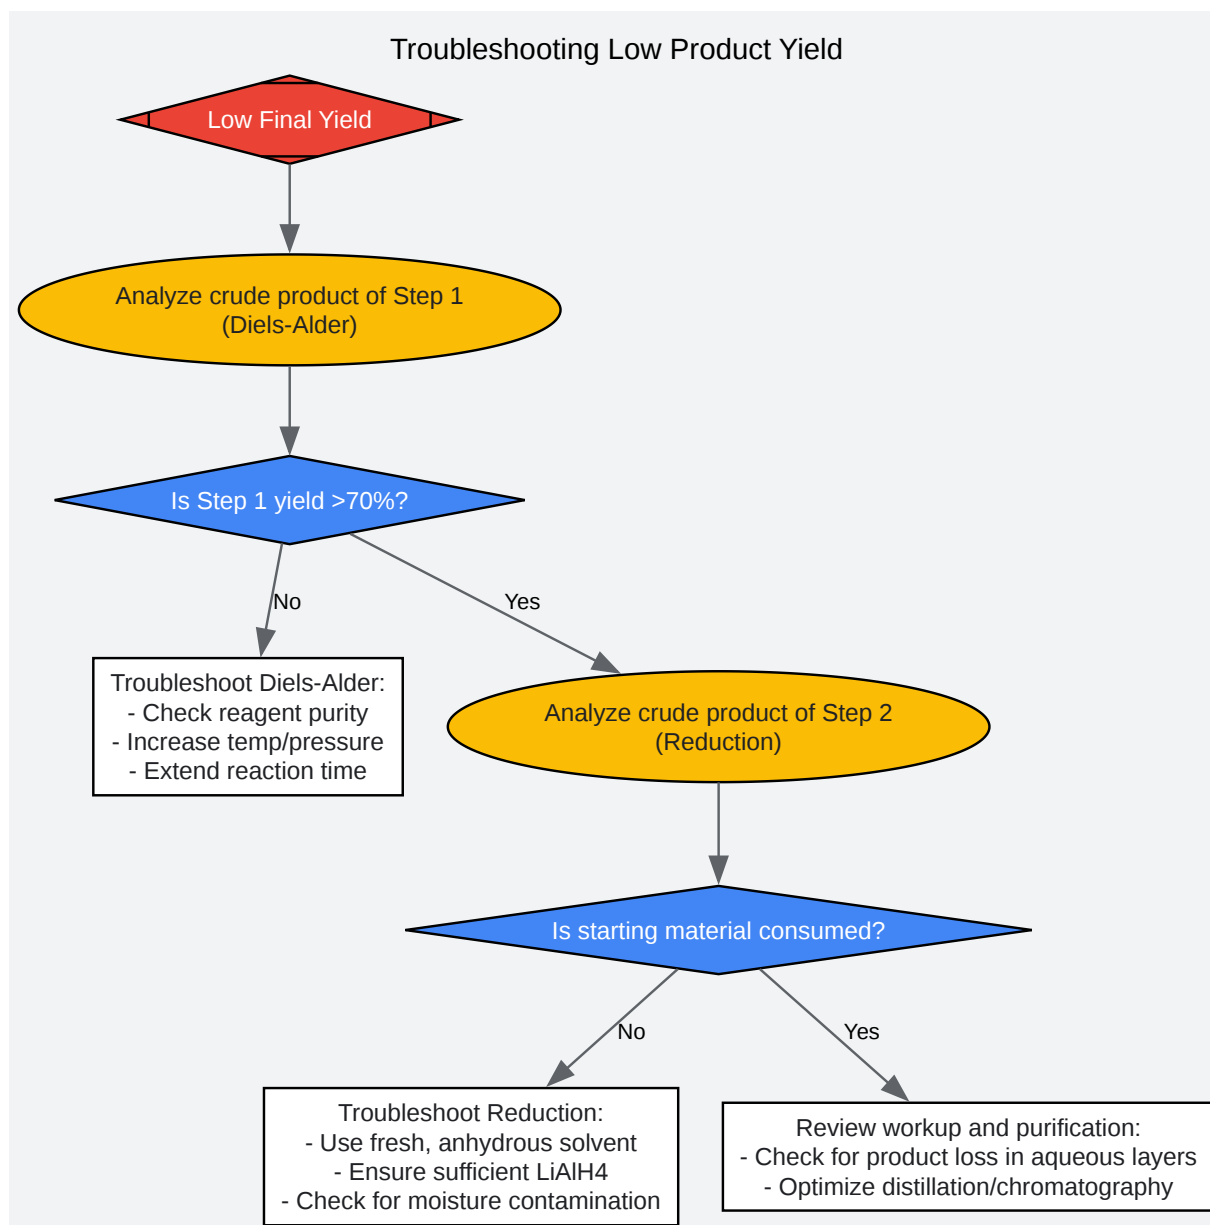 Troubleshooting Low Product Yield
Low Final Yield
Analyze crude product of Step 1
(Diels-Alder)
Is Step 1 yield >70%?
No
Yes
Troubleshoot Diels-Alder:
- Check reagent purity
- Increase temp/pressure
- Extend reaction time
Analyze crude product of Step 2
(Reduction)
Is starting material consumed?
No
Yes
Troubleshoot Reduction:
- Use fresh, anhydrous solvent
- Ensure sufficient LiAlH4
- Check for moisture contamination
Review workup and purification:
- Check for product loss in aqueous layers
- Optimize distillation/chromatography